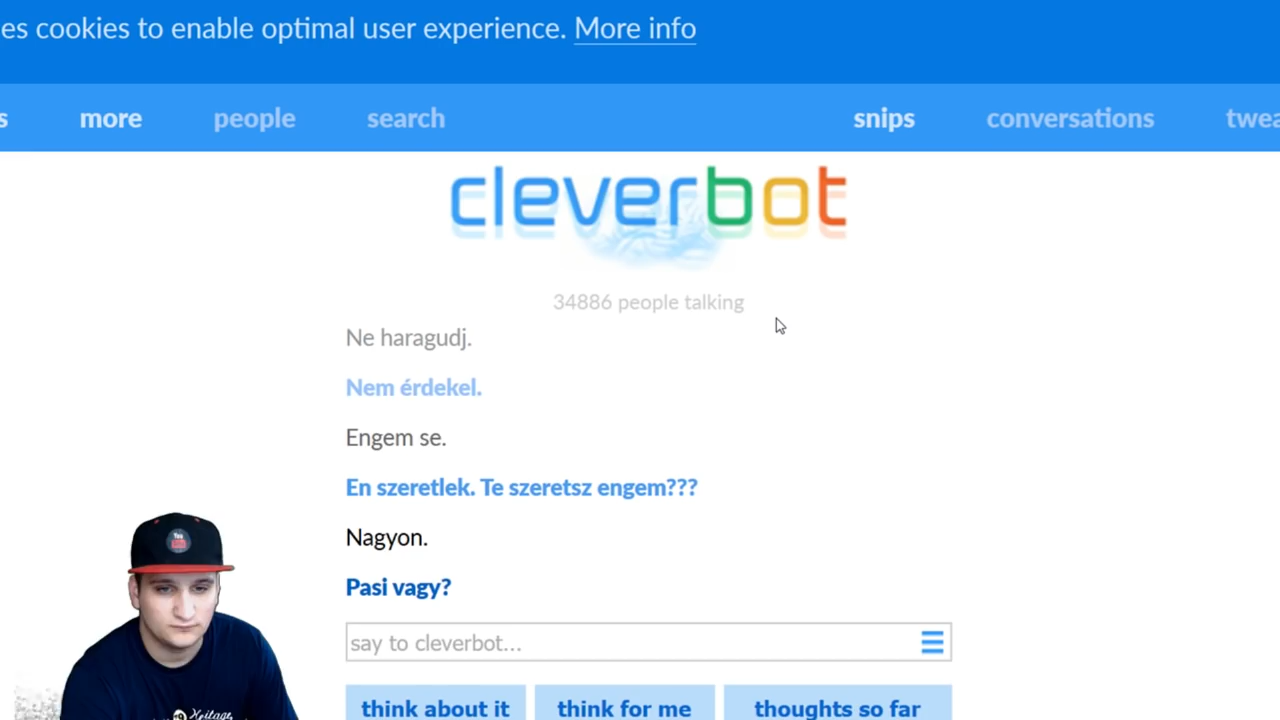 es cookies to enable optimal user experience. More info
s more people search snips conversations twea
cleverbot
34886 people talking
Ne haragudj.
Nem érdekel.
Engem se.
En szeretlek. Te szeretsz engem???
Nagyon.
Pasi vagy?
say to cleverbot...
You
think about it think for me thoughts so far